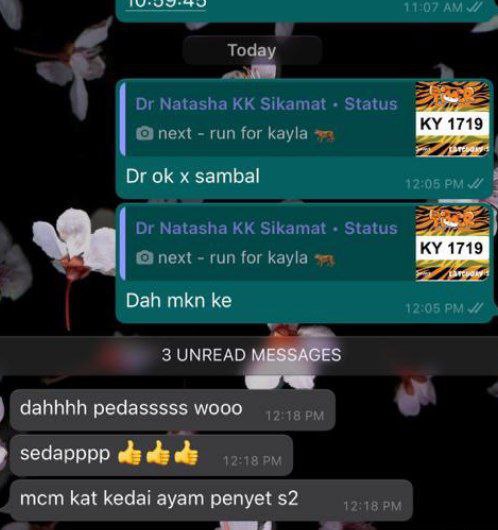 10:59:45
11:07 AM
Today
Dr Natasha KK Sikamat • Status
next - run for kayla 🐅
KY 1719
Dr ok x sambal
12:05 PM
Dr Natasha KK Sikamat • Status
next - run for kayla 🐅
KY 1719
Dah mkn ke
12:05 PM
3 UNREAD MESSAGES
dahhhh pedasssss wooo
12:18 PM
sedapppp 👍👍👍
12:18 PM
mcm kat kedai ayam penyet s2
12:18 PM